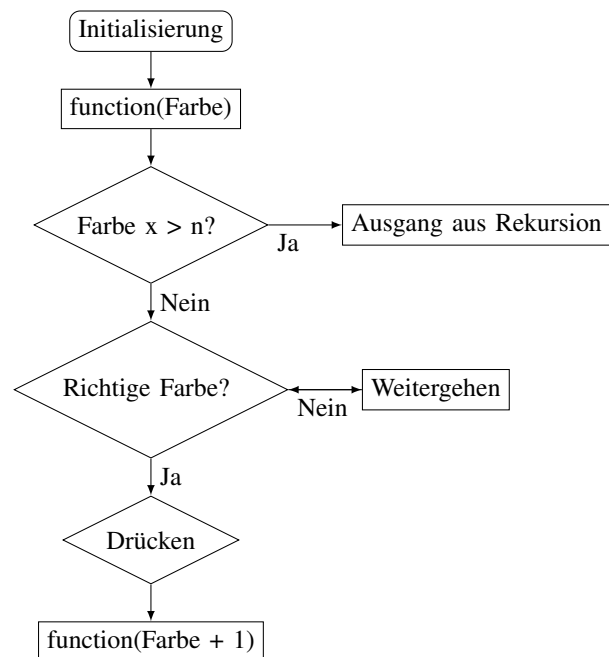 Initialisierung
function(Farbe)
Farbe x > n?
Ja
Ausgang aus Rekursion
Nein
Richtige Farbe?
Nein
Weitergehen
Ja
Drücken
function(Farbe + 1)